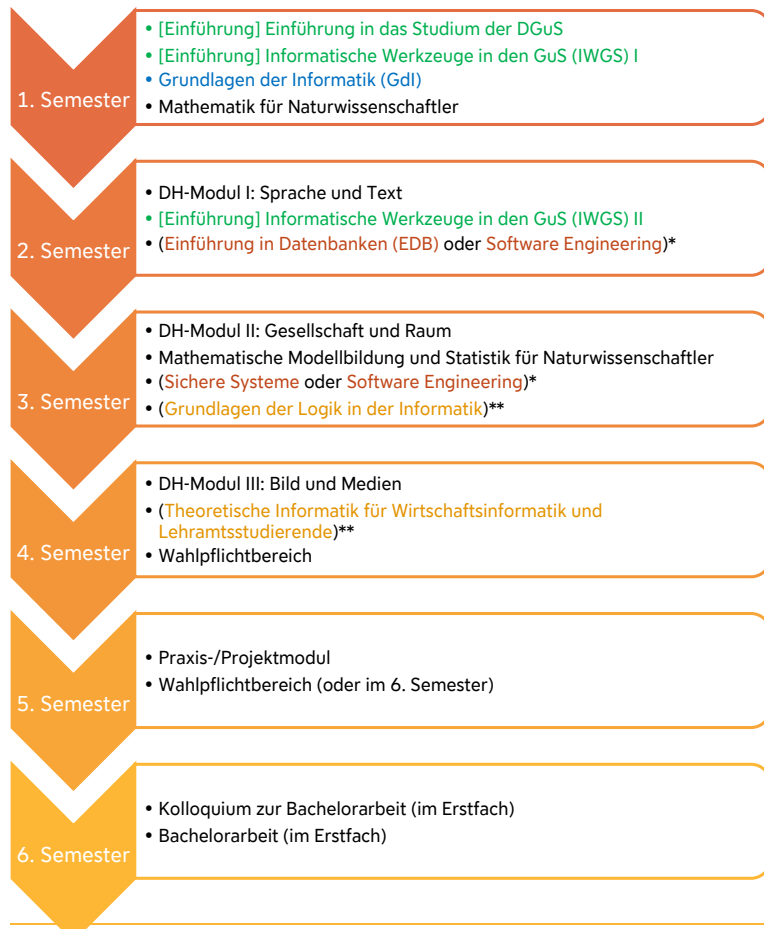 1. Semester
• [Einführung] Einführung in das Studium der DGuS
• [Einführung] Informatische Werkzeuge in den GuS (IWGS) I
• Grundlagen der Informatik (GdI)
• Mathematik für Naturwissenschaftler
2. Semester
• DH-Modul I: Sprache und Text
• [Einführung] Informatische Werkzeuge in den GuS (IWGS) II
• (Einführung in Datenbanken (EDB) oder Software Engineering)*
3. Semester
• DH-Modul II: Gesellschaft und Raum
• Mathematische Modellbildung und Statistik für Naturwissenschaftler
• (Sichere Systeme oder Software Engineering)*
• (Grundlagen der Logik in der Informatik)**
4. Semester
• DH-Modul III: Bild und Medien
• (Theoretische Informatik für Wirtschaftsinformatik und
Lehramtsstudierende)**
• Wahlpflichtbereich
5. Semester
• Praxis-/Projektmodul
• Wahlpflichtbereich (oder im 6. Semester)
6. Semester
• Kolloquium zur Bachelorarbeit (im Erstfach)
• Bachelorarbeit (im Erstfach)